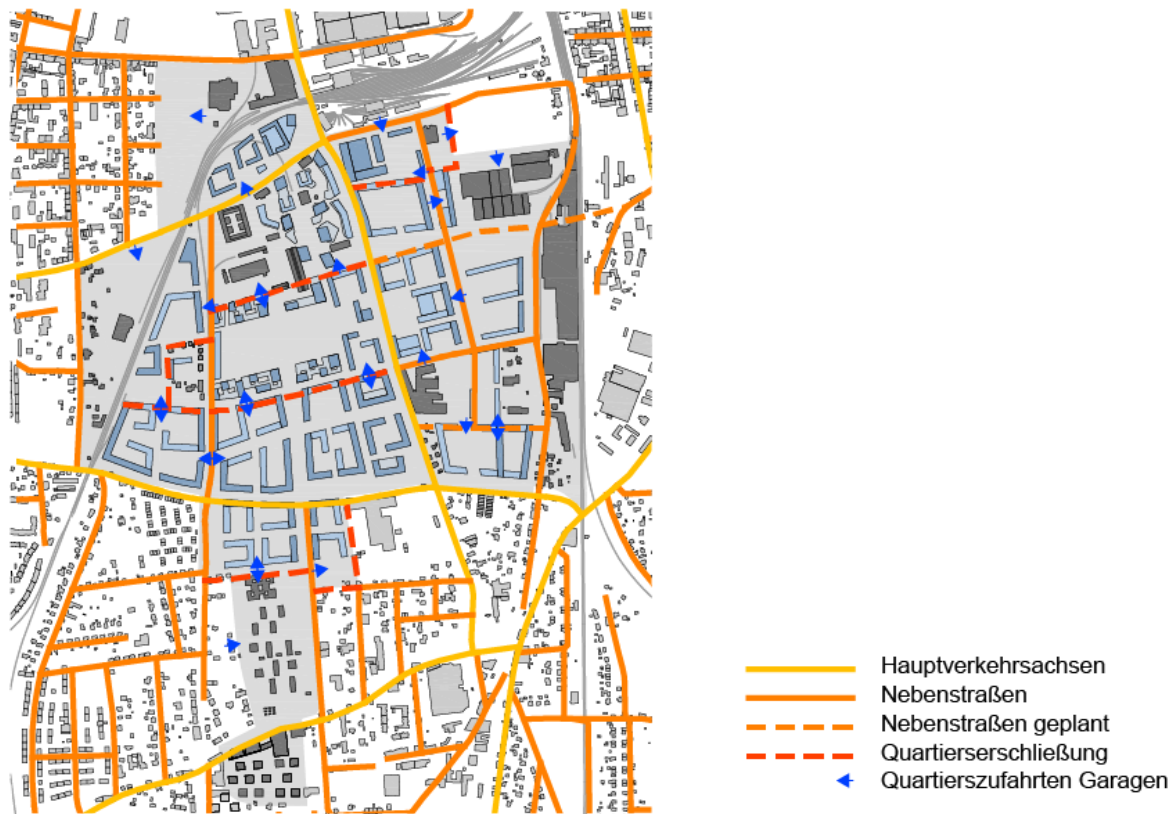 Hauptverkehrsachsen
Nebenstraßen
Nebenstraßen geplant
Quartierserschließung
Quartierszufahrten Garagen